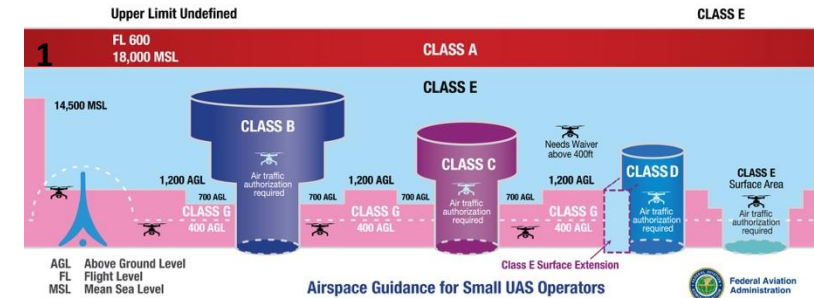 Upper Limit Undefined
CLASS E
1
FL 600
18,000 MSL
CLASS A
CLASS E
14,500 MSL
CLASS B
Air traffic
authorization
required
CLASS C
Air traffic
authorization
required
Needs Waiver
above 400ft
CLASS D
Air traffic
authorization
required
CLASS E
Surface Area
Air traffic
authorization
required
1,200 AGL
700 AGL
CLASS G
400 AGL
700 AGL
1,200 AGL
700 AGL
CLASS G
400 AGL
700 AGL
1,200 AGL
CLASS G
400 AGL
Class E Surface Extension
AGL Above Ground Level
FL Flight Level
MSL Mean Sea Level
Airspace Guidance for Small UAS Operators
Federal Aviation
Administration